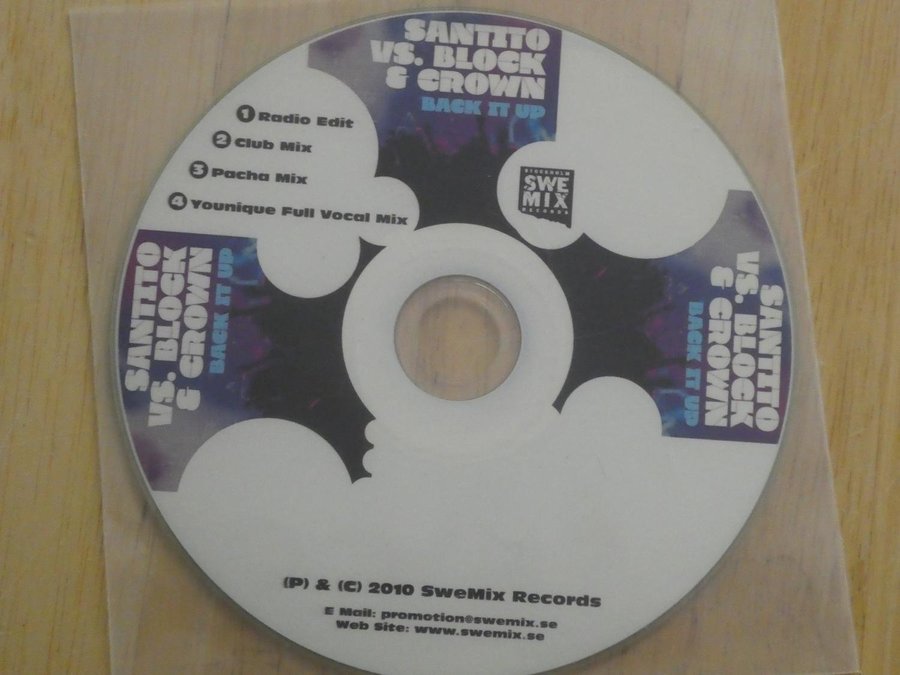 SANTITO
VS. BLOCK
& CROWN
BACK IT UP
1 Radio Edit
2 Club Mix
3 Pacha Mix
4 Younique Full Vocal Mix
STOCKHOLM
SWE
MIX
RECORDS
SANTITO
VS. BLOCK
& CROWN
BACK IT UP
SANTITO
VS. BLOCK
& CROWN
BACK IT UP
(P) & (C) 2010 SweMix Records
E Mail: promotion@swemix.se
Web Site: www.swemix.se